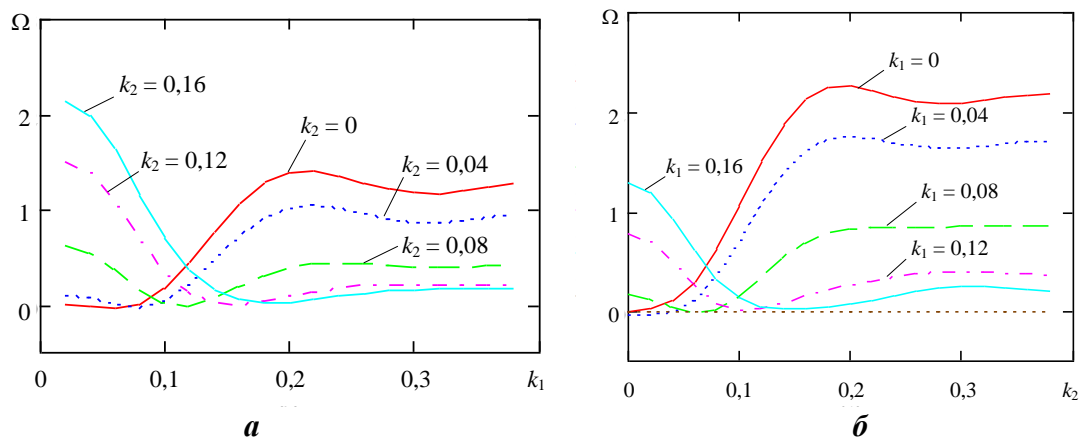 Ω
2
1
0
0
0,1
0,2
0,3
k₁
k₂ = 0,16
k₂ = 0
k₂ = 0,12
k₂ = 0,04
k₂ = 0,08
а
Ω
2
1
0
0
0,1
0,2
0,3
k₂
k₁ = 0
k₁ = 0,04
k₁ = 0,16
k₁ = 0,08
k₁ = 0,12
б